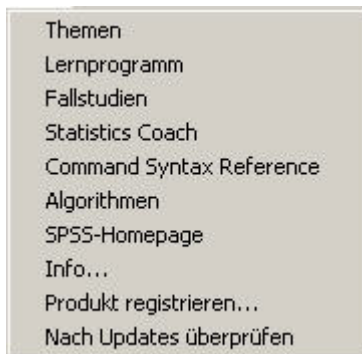 Themen
Lernprogramm
Fallstudien
Statistics Coach
Command Syntax Reference
Algorithmen
SPSS-Homepage
Info...
Produkt registrieren...
Nach Updates überprüfen